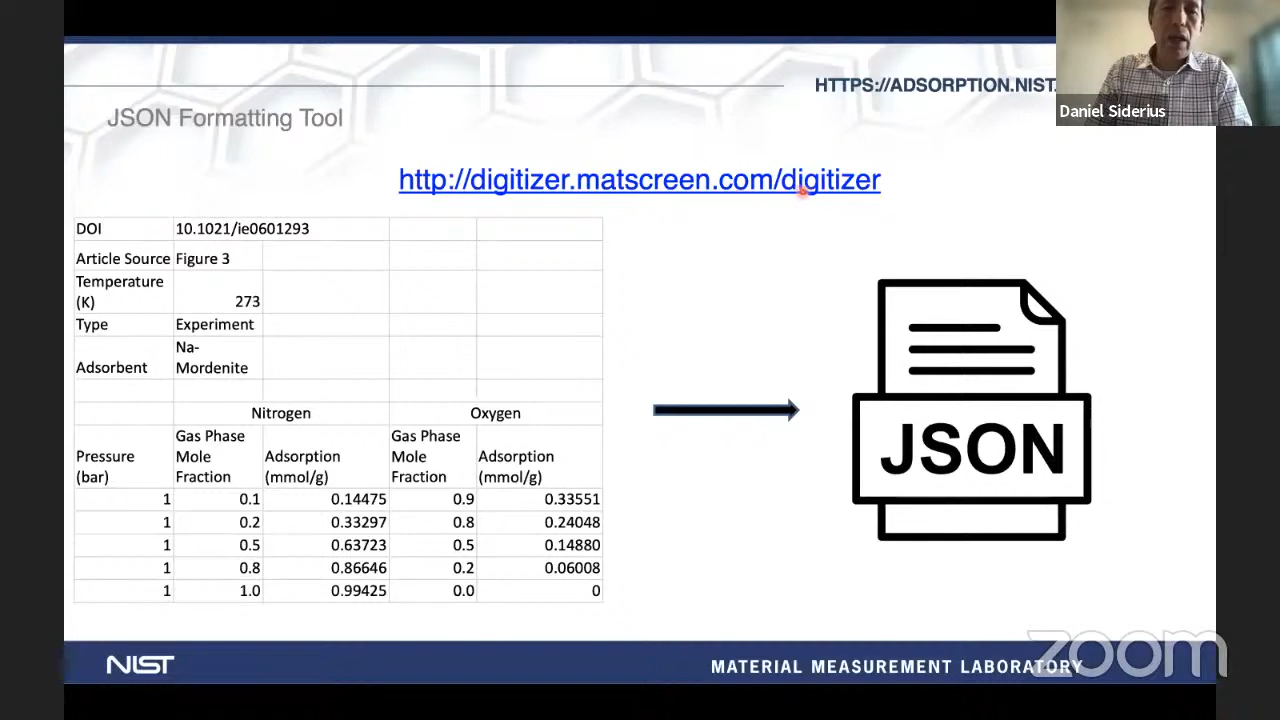 HTTPS://ADSORPTION.NIST.
Daniel Siderius
JSON Formatting Tool
http://digitizer.matscreen.com/digitizer
DOI 10.1021/ie0601293
Article Source Figure 3
Temperature
(K) 273
Type Experiment
Na-
Adsorbent Mordenite
Nitrogen Oxygen
Gas Phase Gas Phase
Pressure Mole Adsorption Mole Adsorption
(bar) Fraction (mmol/g) Fraction (mmol/g)
1 0.1 0.14475 0.9 0.33551
1 0.2 0.33297 0.8 0.24048
1 0.5 0.63723 0.5 0.14880
1 0.8 0.86646 0.2 0.06008
1 1.0 0.99425 0.0 0
JSON
NIST
MATERIAL MEASUREMENT LABORATORY
zoom